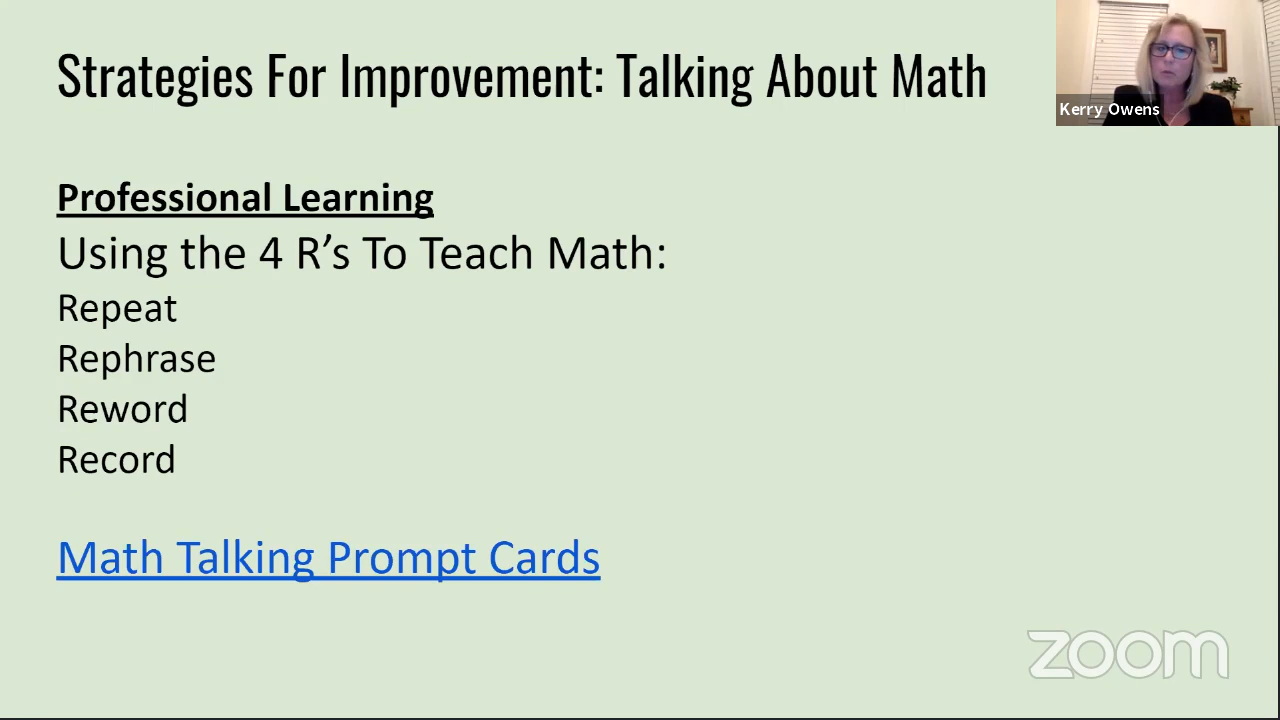 Strategies For Improvement: Talking About Math
Kerry Owens
Professional Learning
Using the 4 R’s To Teach Math:
Repeat
Rephrase
Reword
Record
Math Talking Prompt Cards
zoom